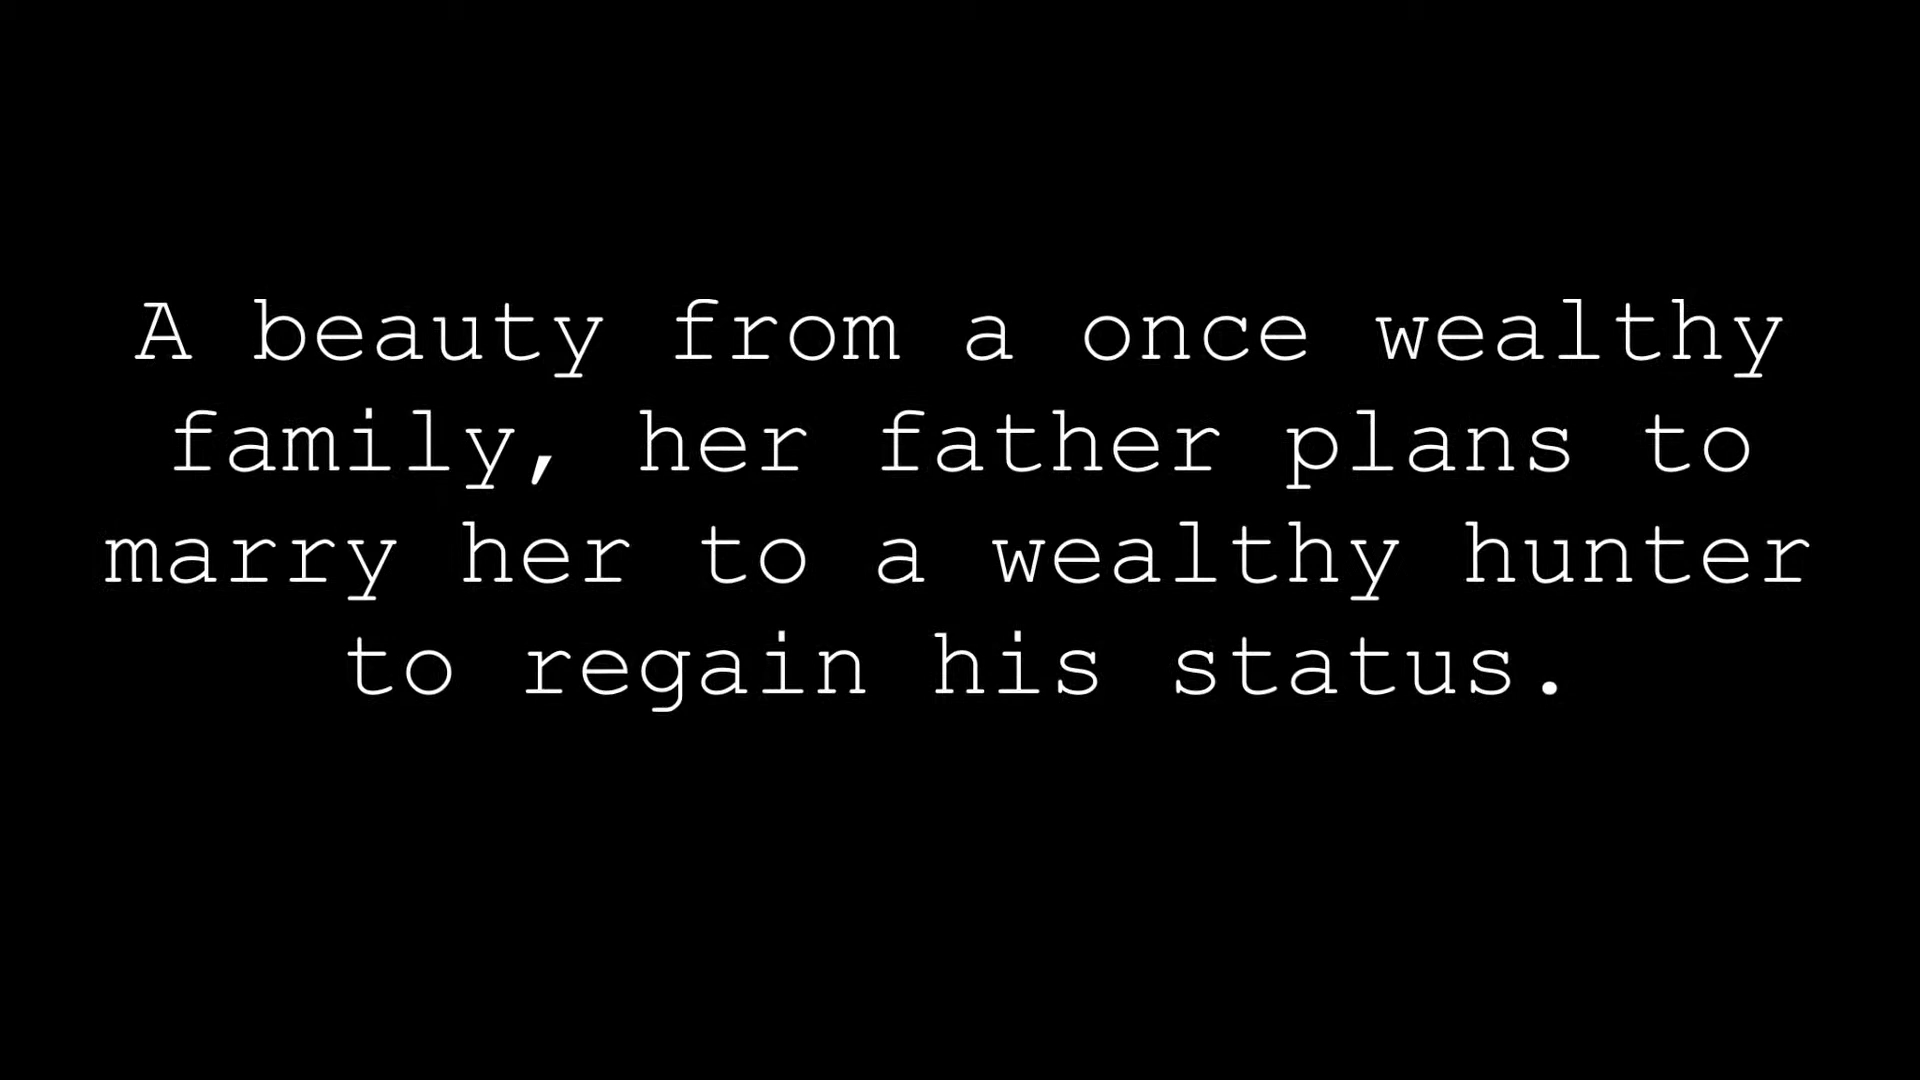 A beauty from a once wealthy
family, her father plans to
marry her to a wealthy hunter
to regain his status.